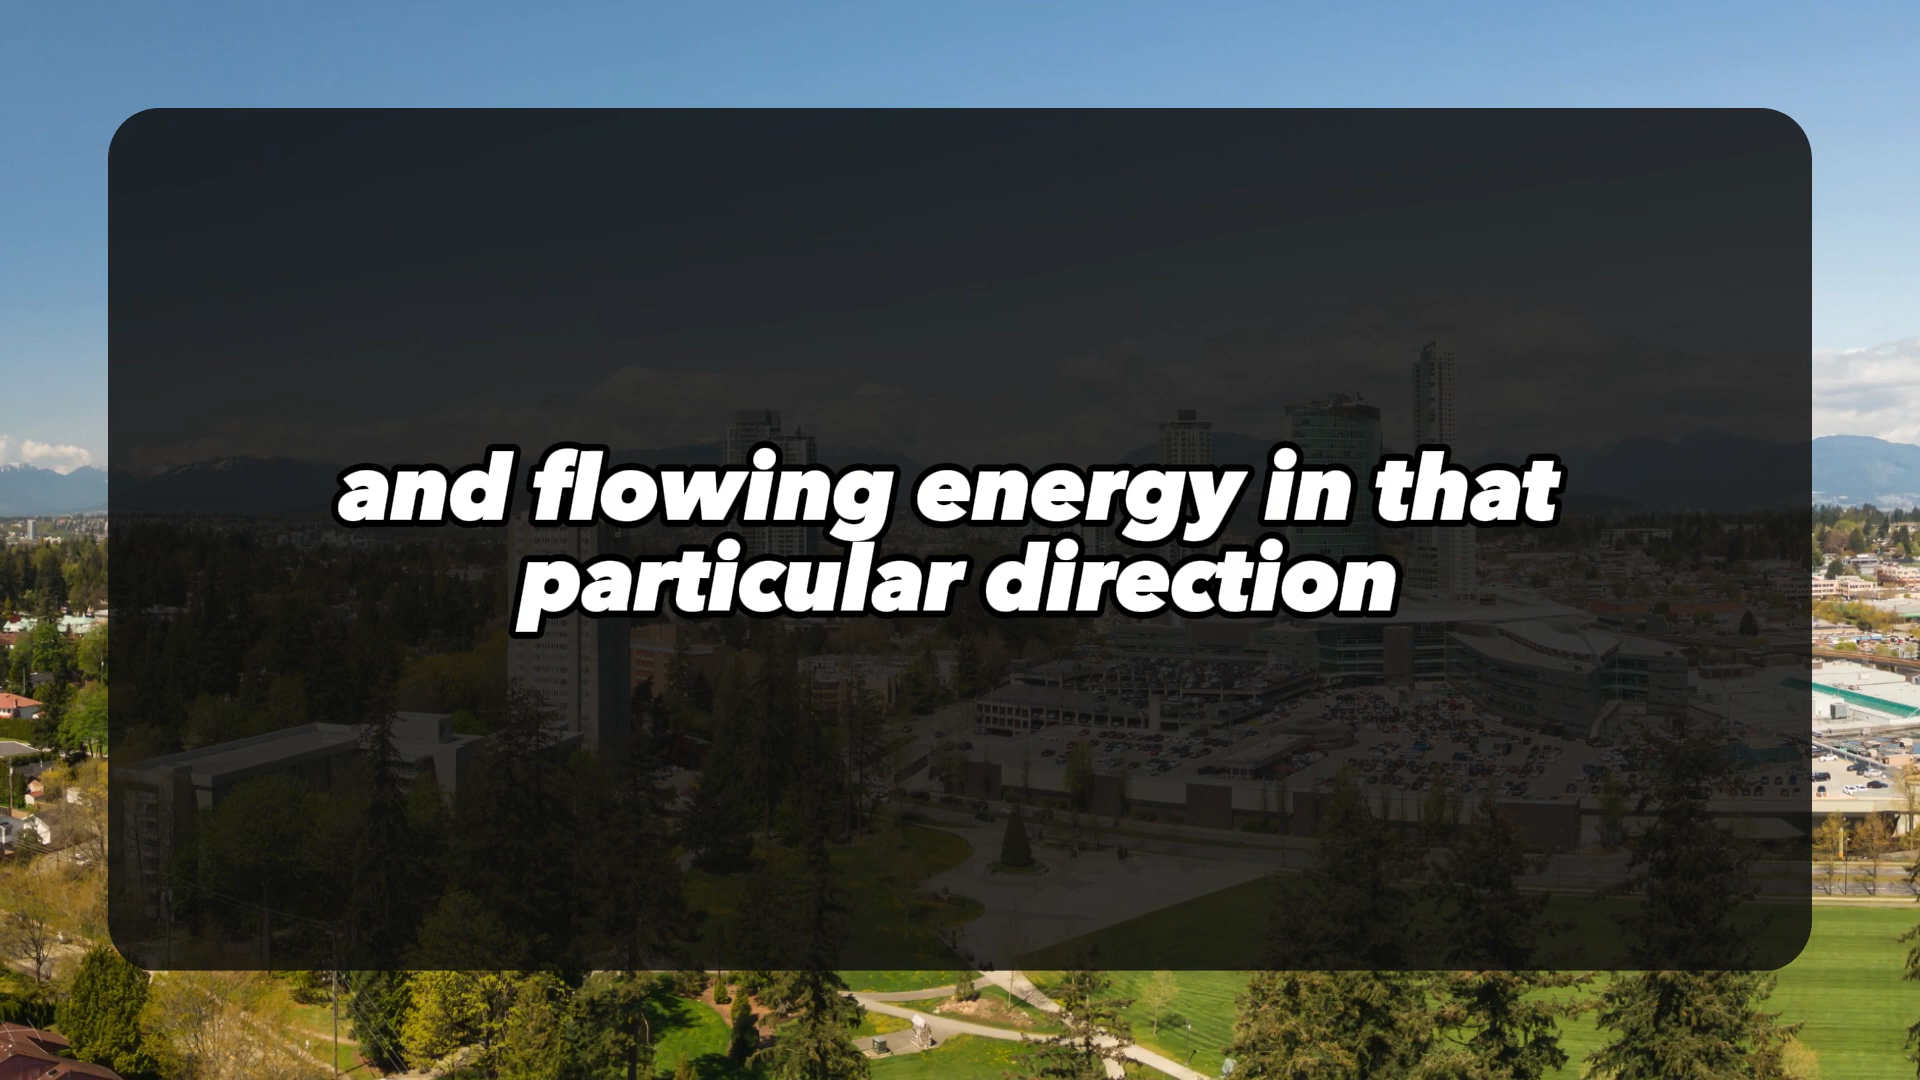 and flowing energy in that
particular direction